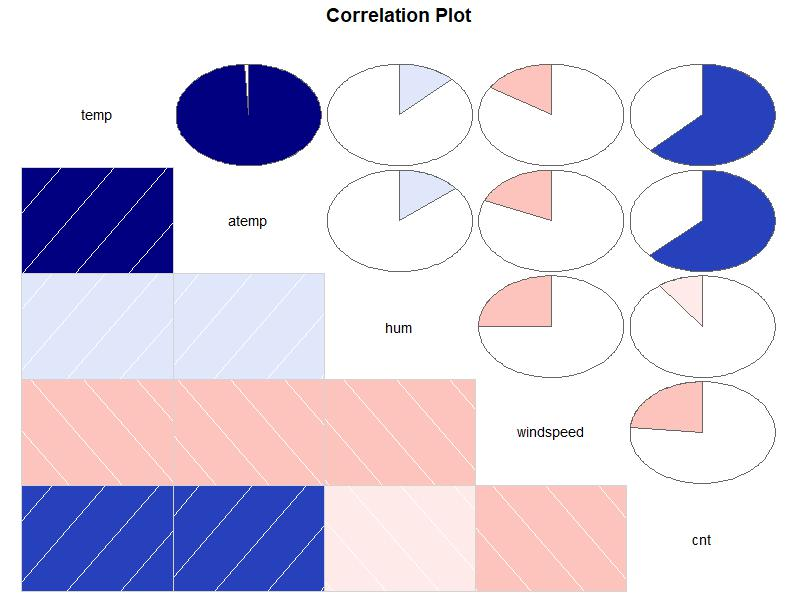 Correlation Plot
temp
atemp
hum
windspeed
cnt